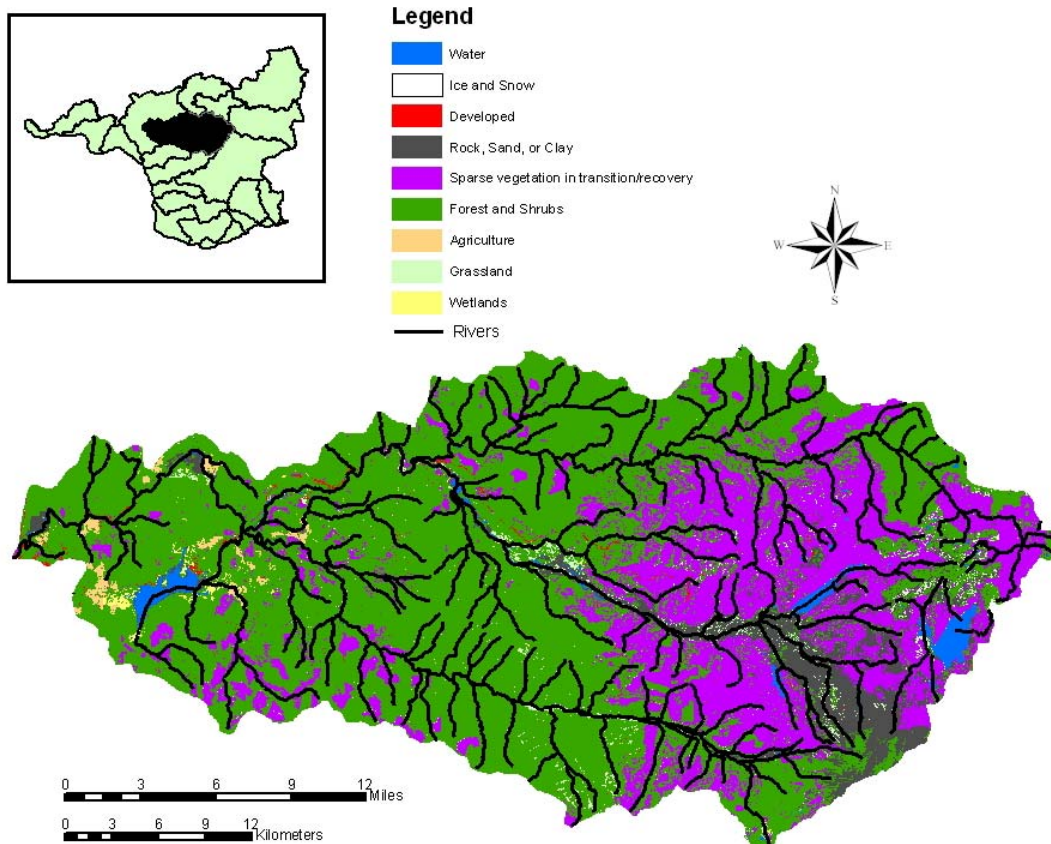 Legend
Water
Ice and Snow
Developed
Rock, Sand, or Clay
Sparse vegetation in transition/recovery
Forest and Shrubs
Agriculture
Grassland
Wetlands
Rivers
N
W E
S
0 3 6 9 12
Miles
0 3 6 9 12
Kilometers